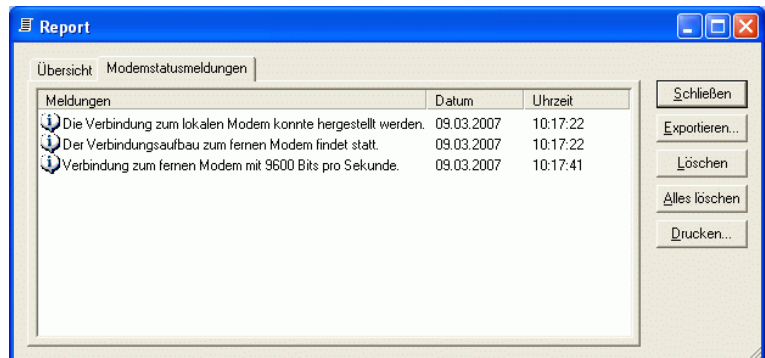 Report
Übersicht Modemstatusmeldungen
Meldungen Datum Uhrzeit
Die Verbindung zum lokalen Modem konnte hergestellt werden. 09.03.2007 10:17:22
Der Verbindungsaufbau zum fernen Modem findet statt. 09.03.2007 10:17:22
Verbindung zum fernen Modem mit 9600 Bits pro Sekunde. 09.03.2007 10:17:41
Schließen
Exportieren...
Löschen
Alles löschen
Drucken...